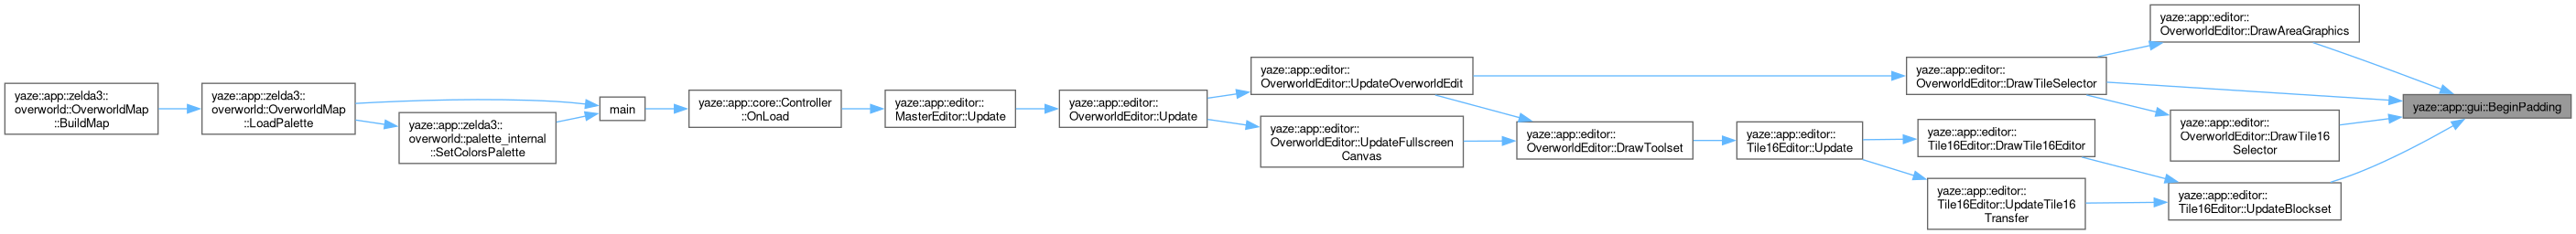 yaze::app::zelda3::
overworld::OverworldMap
::BuildMap
yaze::app::zelda3::
overworld::OverworldMap
::LoadPalette
yaze::app::zelda3::
overworld::palette_internal
::SetColorsPalette
main
yaze::app::core::Controller
::OnLoad
yaze::app::editor::
MasterEditor::Update
yaze::app::editor::
OverworldEditor::Update
yaze::app::editor::
OverworldEditor::UpdateOverworldEdit
yaze::app::editor::
OverworldEditor::UpdateFullscreen
Canvas
yaze::app::editor::
OverworldEditor::DrawToolset
yaze::app::editor::
Tile16Editor::Update
yaze::app::editor::
OverworldEditor::DrawTileSelector
yaze::app::editor::
Tile16Editor::DrawTile16Editor
yaze::app::editor::
Tile16Editor::UpdateTile16
Transfer
yaze::app::editor::
OverworldEditor::DrawAreaGraphics
yaze::app::editor::
OverworldEditor::DrawTile16
Selector
yaze::app::editor::
Tile16Editor::UpdateBlockset
yaze::app::gui::BeginPadding